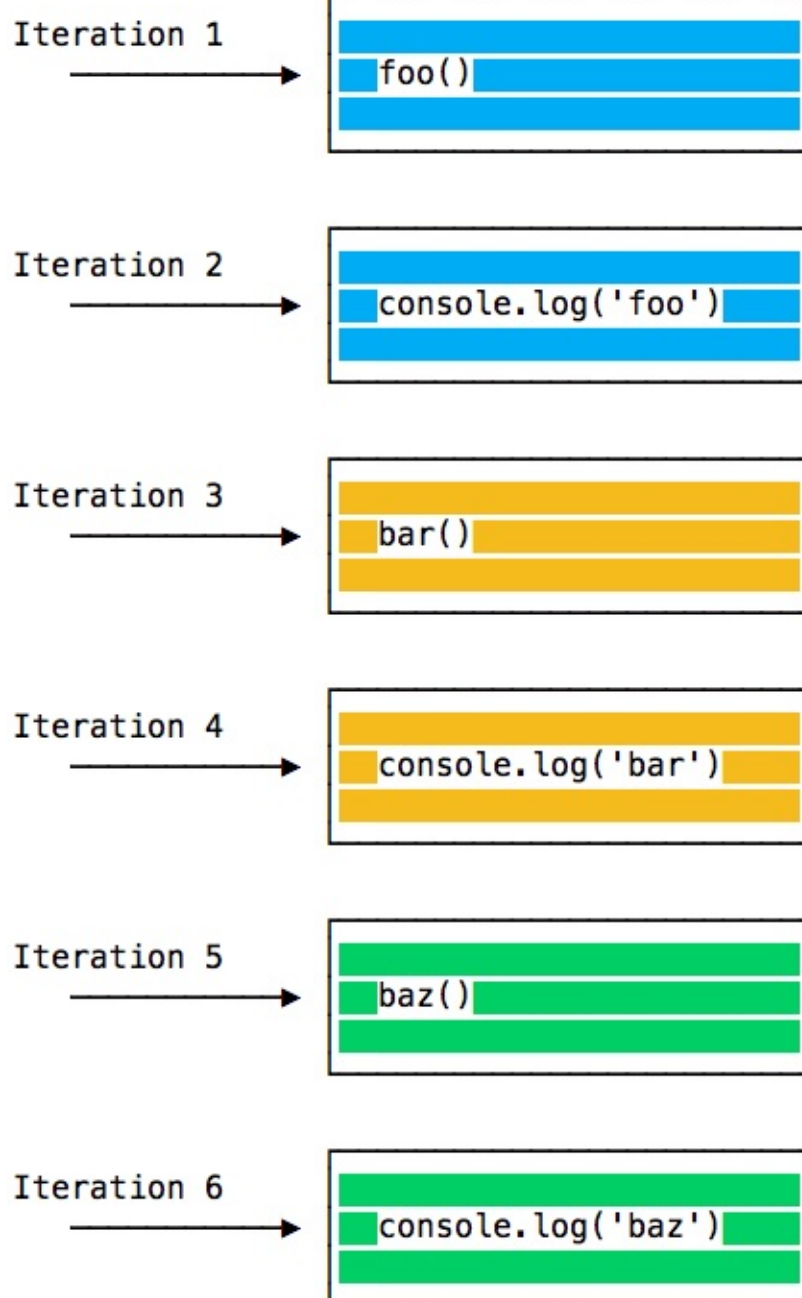 Iteration 1
foo()
Iteration 2
console.log('foo')
Iteration 3
bar()
Iteration 4
console.log('bar')
Iteration 5
baz()
Iteration 6
console.log('baz')